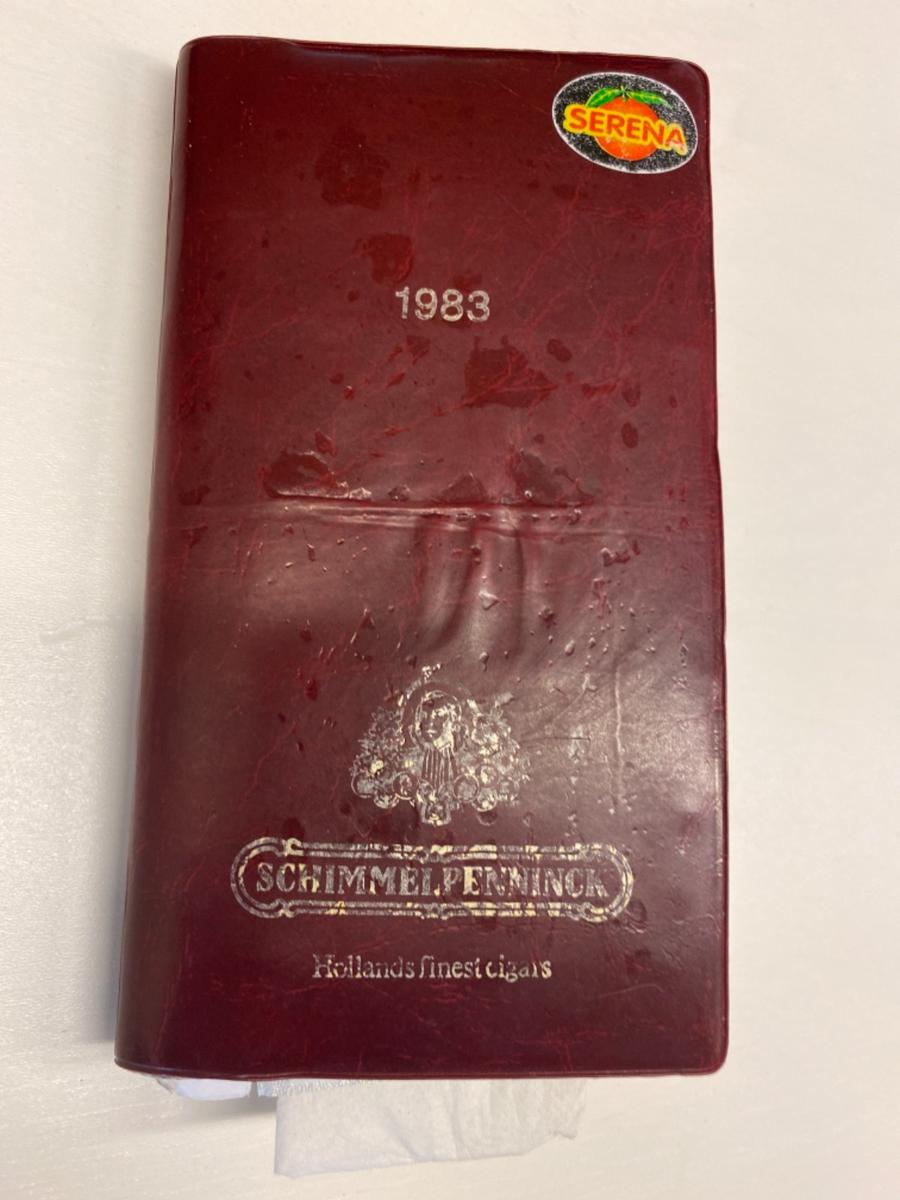 SERENA
1983
SCHIMMELPENNINCK
Hollands finest cigars